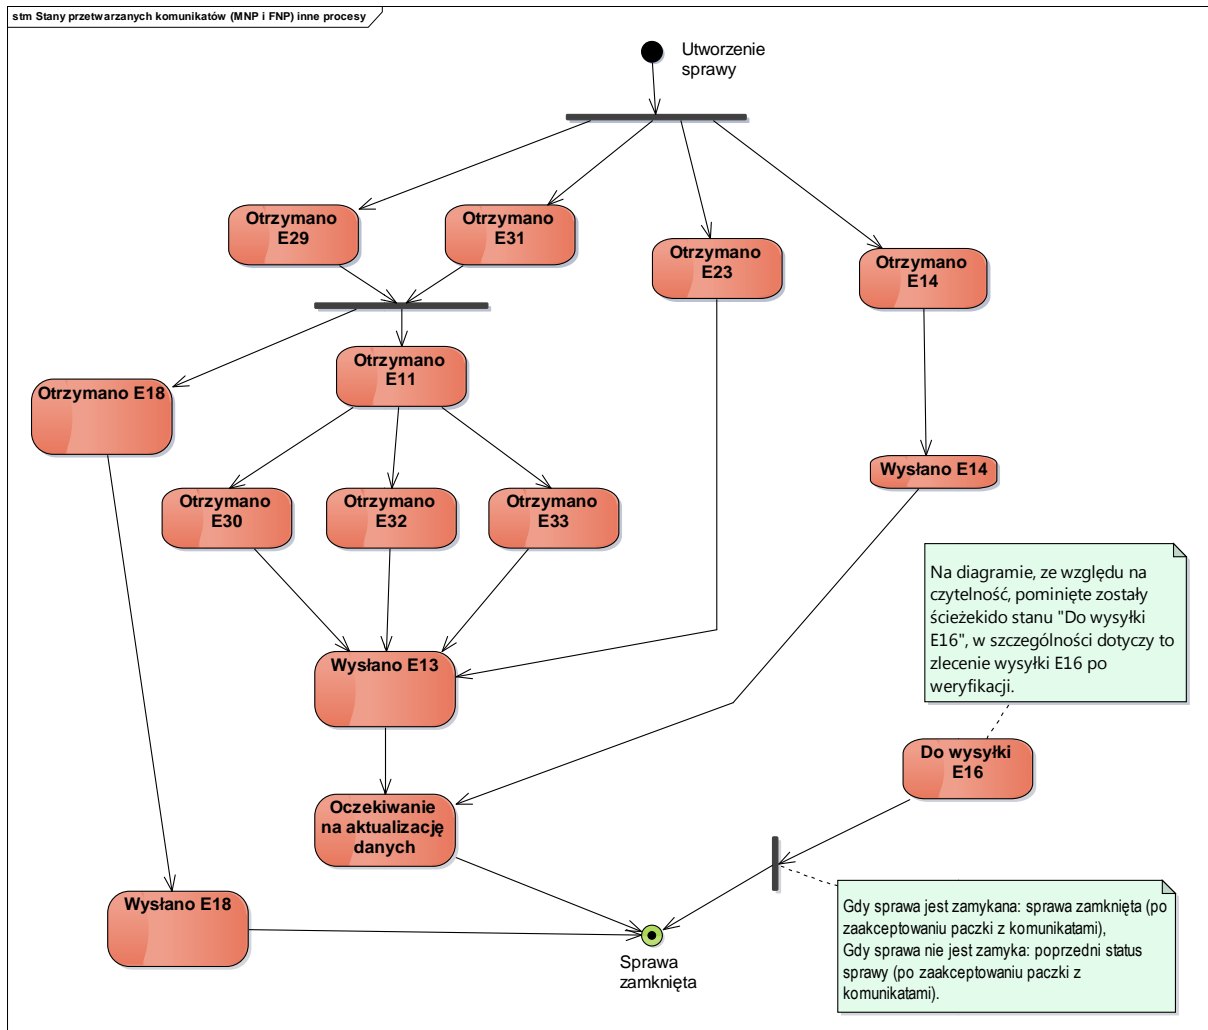 stm Stany przetwarzanych komunikatów (MNP i FNP) inne procesy
Utworzenie
sprawy
Otrzymano
E29
Otrzymano
E31
Otrzymano
E23
Otrzymano
E14
Otrzymano
E11
Otrzymano E18
Wysłano E14
Otrzymano
E30
Otrzymano
E32
Otrzymano
E33
Na diagramie, ze względu na
czytelność, pominięte zostały
ścieżekido stanu "Do wysyłki
E16", w szczególności dotyczy to
zlecenie wysyłki E16 po
weryfikacji.
Wysłano E13
Do wysyłki
E16
Oczekiwanie
na aktualizację
danych
Wysłano E18
Gdy sprawa jest zamykana: sprawa zamknięta (po
zaakceptowaniu paczki z komunikatami),
Gdy sprawa nie jest zamyka: poprzedni status
sprawy (po zaakceptowaniu paczki z
komunikatami).
Sprawa
zamknięta